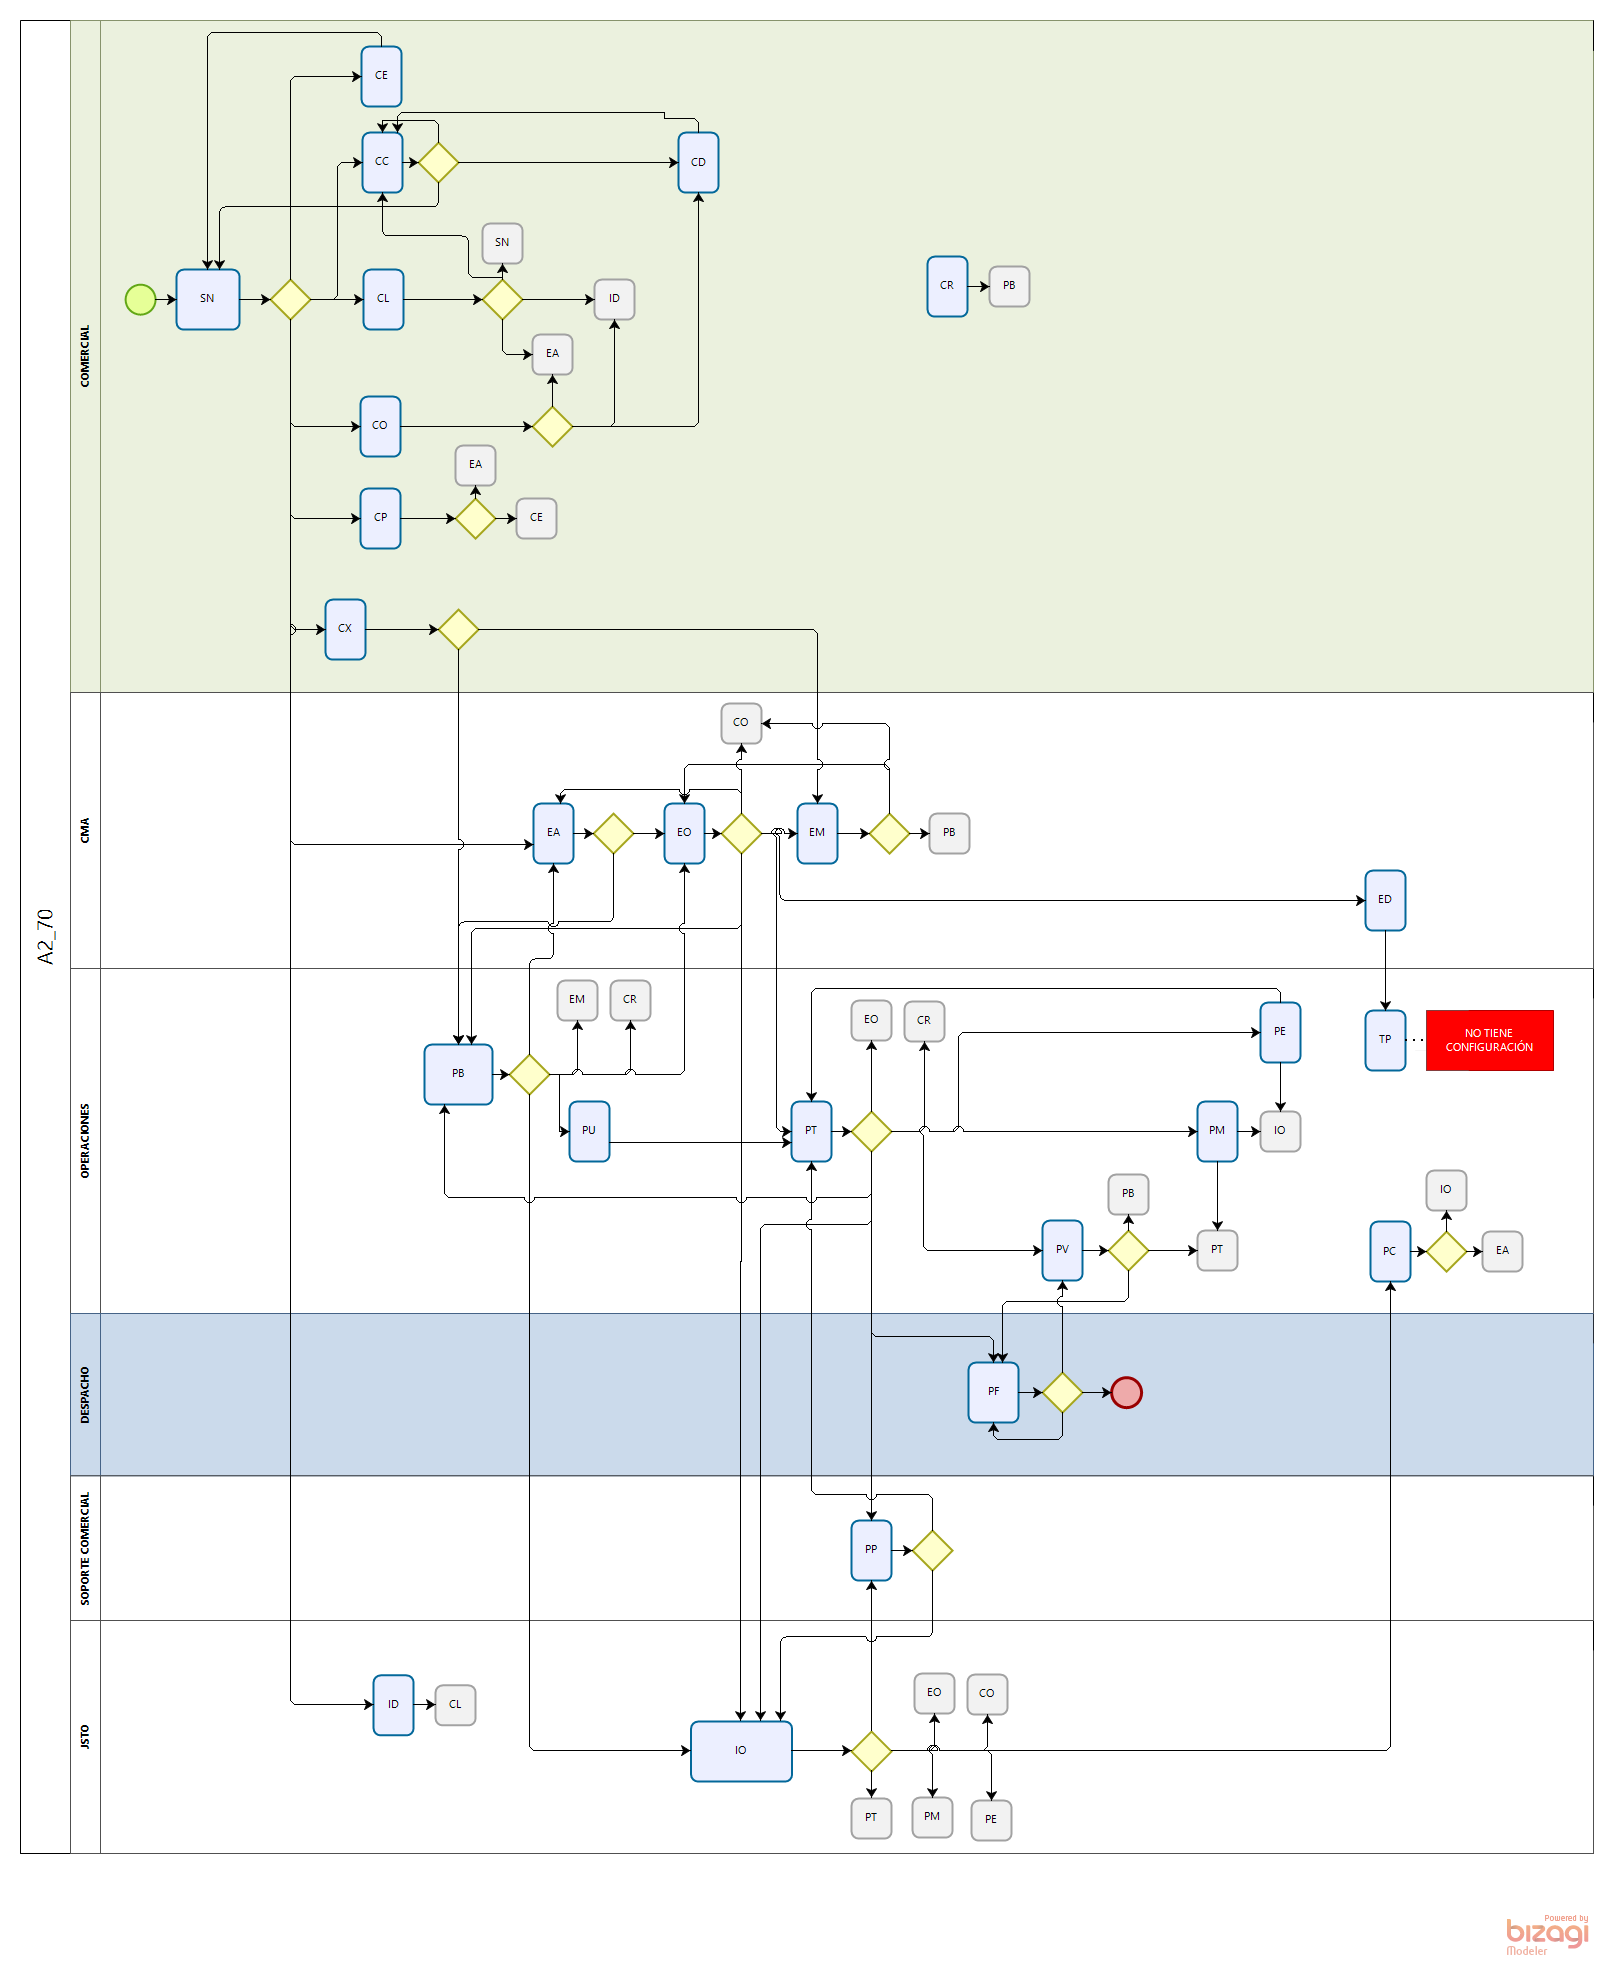 A2_70
COMERCIAL
CE
CC
CD
SN
SN
CL
ID
CR
PB
EA
CO
EA
CP
CE
CX
CMA
CO
EA
EO
EM
PB
ED
OPERACIONES
EM
CR
EO
CR
PE
TP
NO TIENE
CONFIGURACIÓN
PB
PU
PT
PM
IO
PB
IO
PV
PT
PC
EA
DESPACHO
PF
SOPORTE COMERCIAL
PP
JSTO
ID
CL
EO
CO
IO
PT
PM
PE
Powered by
bizagi
Modeler